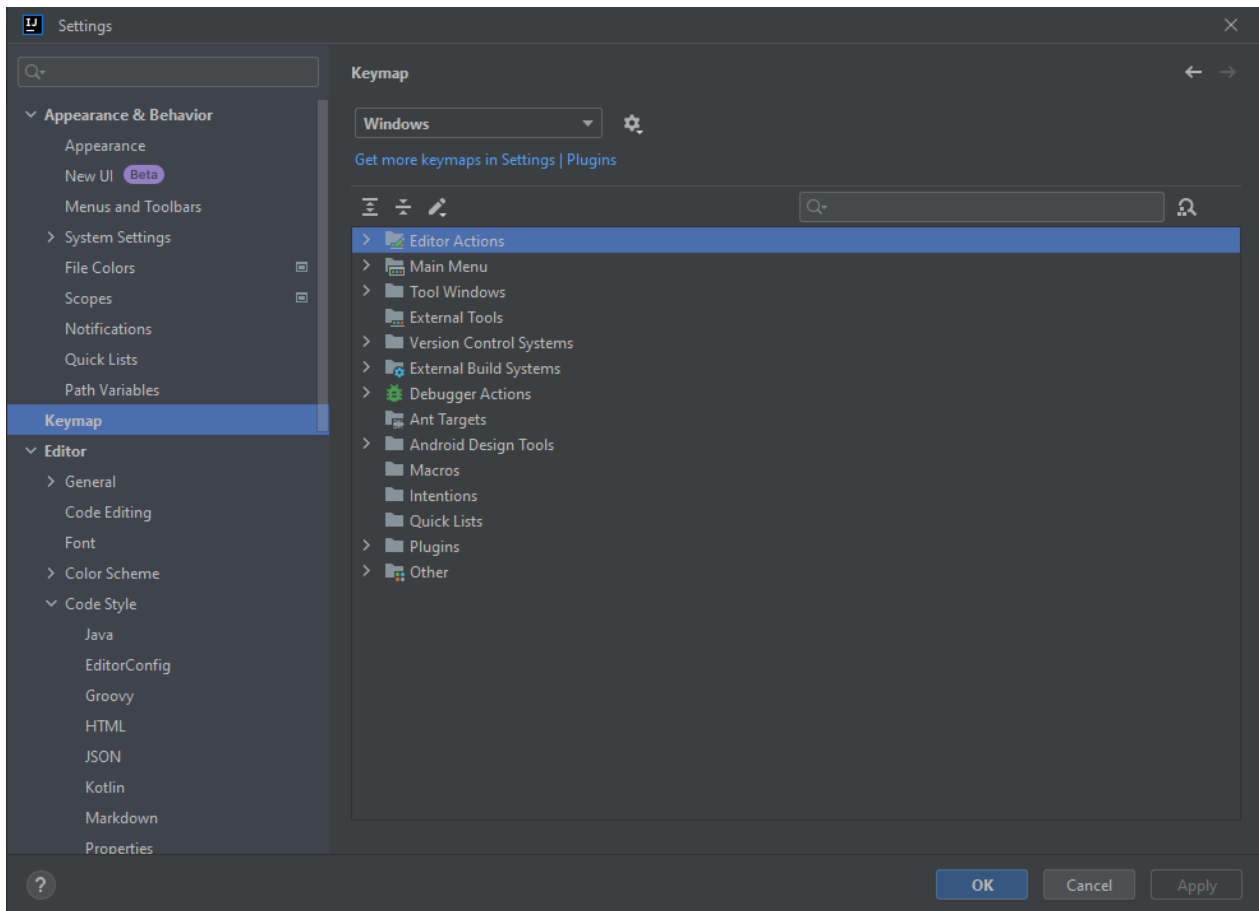 IJ Settings
Appearance & Behavior
Appearance
New UI Beta
Menus and Toolbars
System Settings
File Colors
Scopes
Notifications
Quick Lists
Path Variables
Keymap
Editor
General
Code Editing
Font
Color Scheme
Code Style
Java
EditorConfig
Groovy
HTML
JSON
Kotlin
Markdown
Properties
Keymap
Windows
Get more keymaps in Settings | Plugins
Editor Actions
Main Menu
Tool Windows
External Tools
Version Control Systems
External Build Systems
Debugger Actions
Ant Targets
Android Design Tools
Macros
Intentions
Quick Lists
Plugins
Other
? OK Cancel Apply